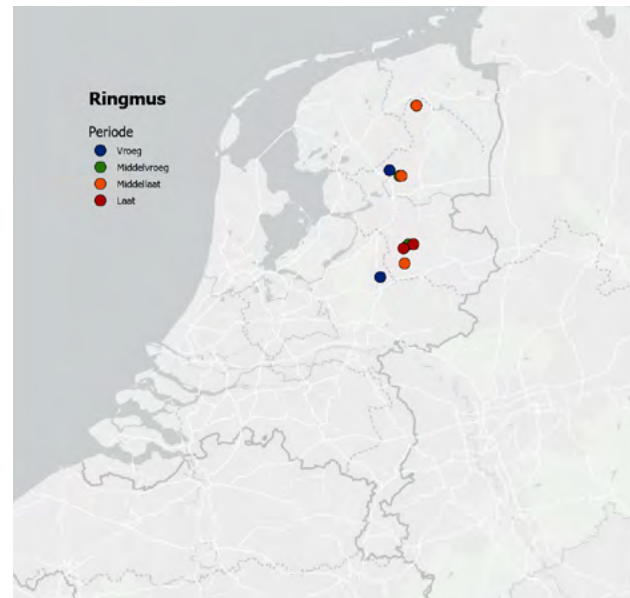 Ringmus
Periode
Vroeg
Middelvroeg
Middellaat
Laat